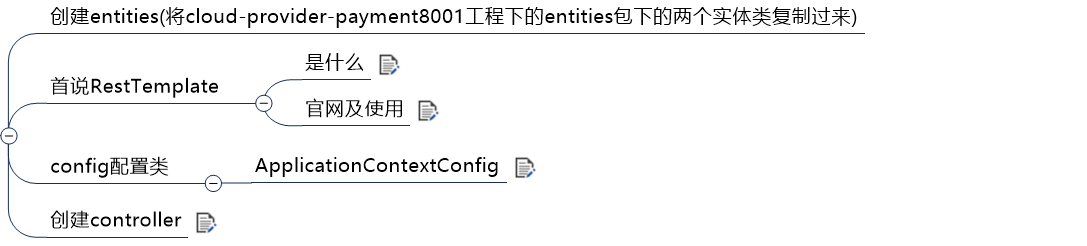 创建entities(将cloud-provider-payment8001工程下的entities包下的两个实体类复制过来)
首说RestTemplate
是什么
官网及使用
config配置类
ApplicationContextConfig
创建controller